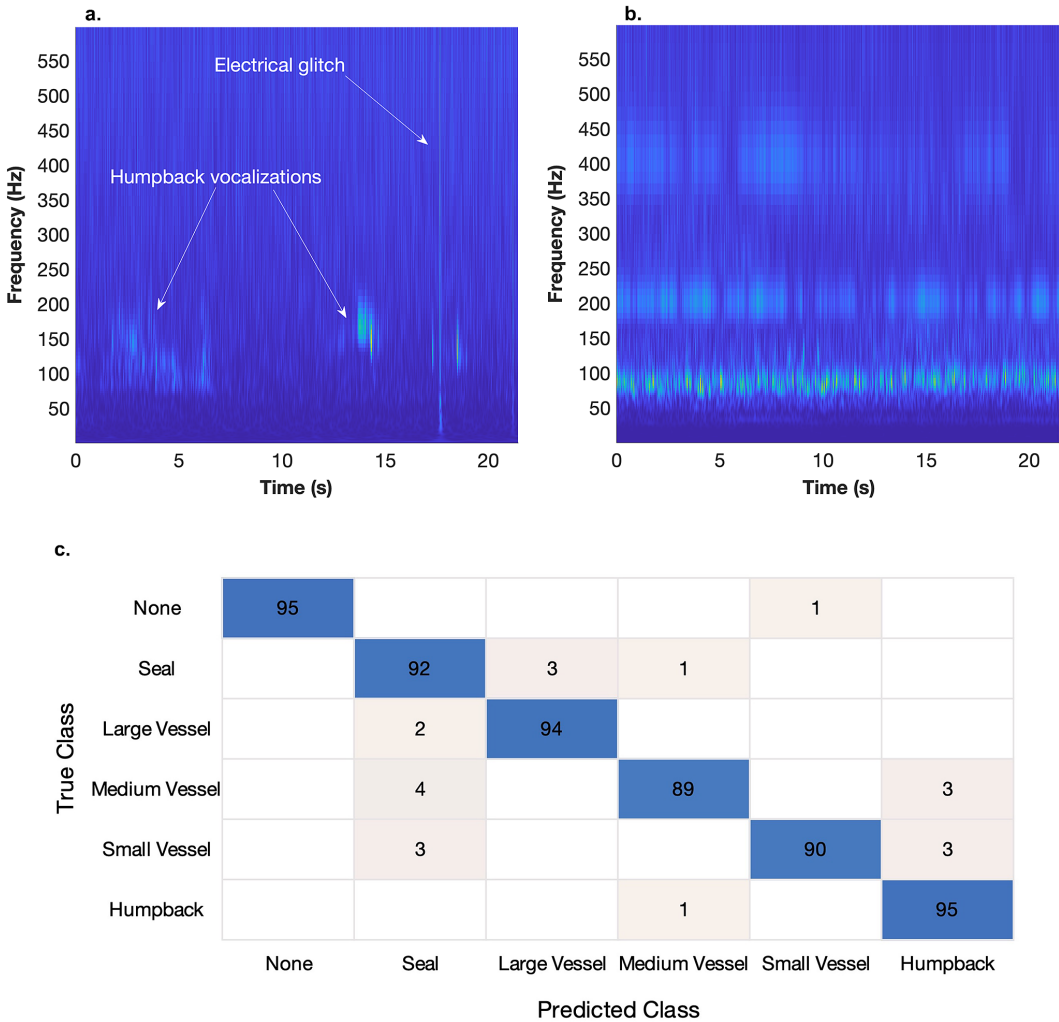 a.
Electrical glitch
Humpback vocalizations
Frequency (Hz)
550
500
450
400
350
300
250
200
150
100
50
0 5 10 15 20
Time (s)
b.
Frequency (Hz)
550
500
450
400
350
300
250
200
150
100
50
0 5 10 15 20
Time (s)
c.
True Class
None 95 1
Seal 92 3 1
Large Vessel 2 94
Medium Vessel 4 89 3
Small Vessel 3 90 3
Humpback 1 95
None Seal Large Vessel Medium Vessel Small Vessel Humpback
Predicted Class